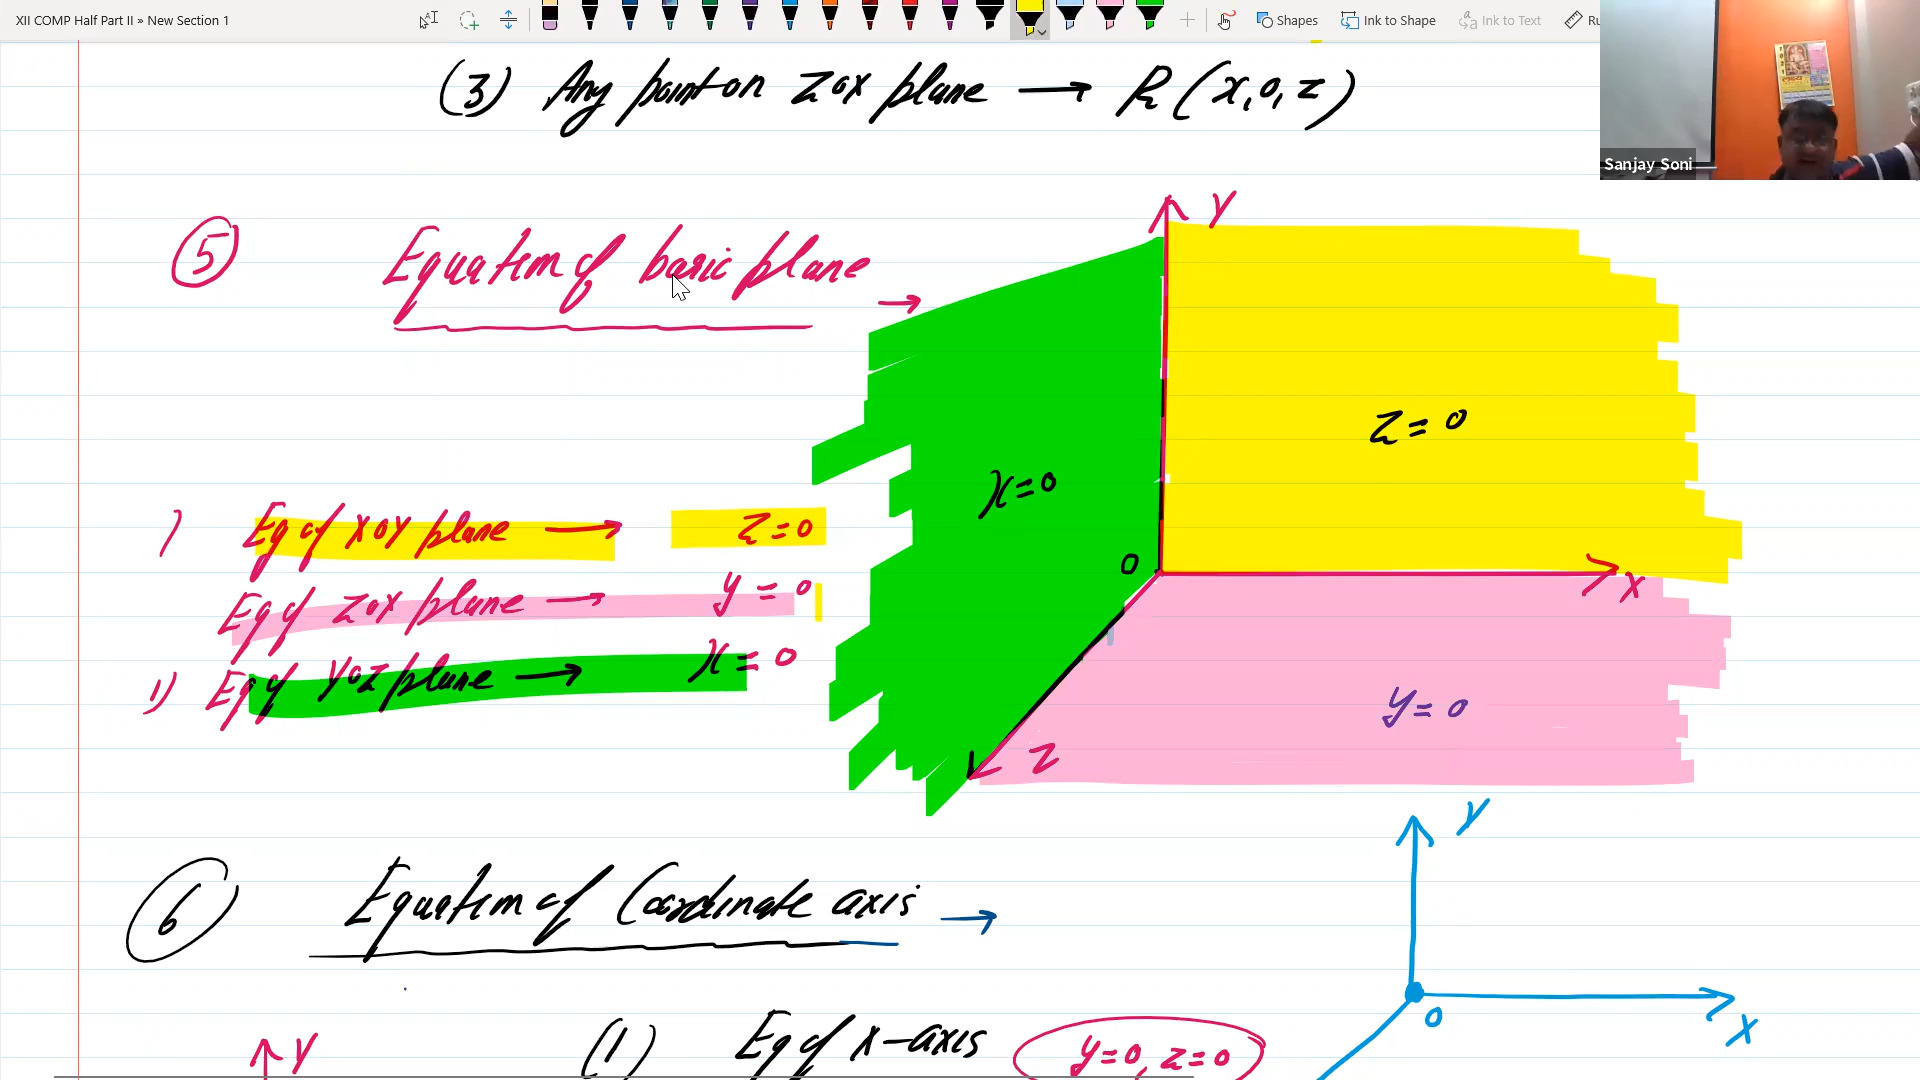 XII COMP Half Part II » New Section 1
Shapes
Ink to Shape
Ink to Text
Ru
Sanjay Soni
(3) Any point on ZOX plane → R(x,0,z)
5 Equation of basic plane →
Y
Z=0
x=0
O
X
y=0
Z
1) Eq of XOY plane → Z=0
Eq of ZOX plane → y=0
1) Eq of YOZ plane → x=0
6 Equation of Coordinate axis →
Y
O
X
Y
(1) Eq of X-axis y=0, z=0